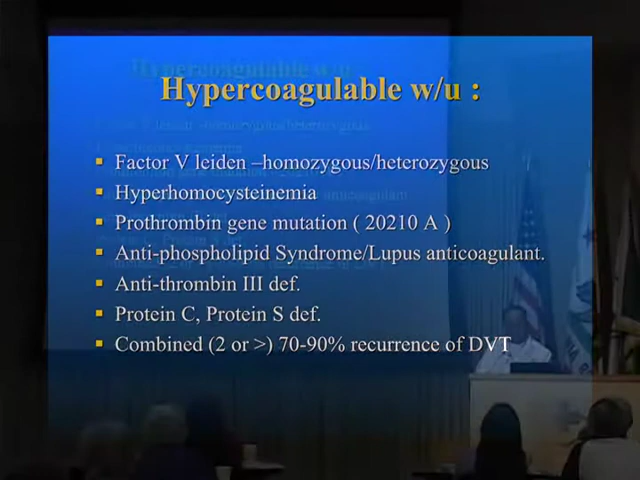 Hypercoagulable w/u :
Factor V leiden –homozygous/heterozygous
Hyperhomocysteinemia
Prothrombin gene mutation ( 20210 A )
Anti-phospholipid Syndrome/Lupus anticoagulant.
Anti-thrombin III def.
Protein C, Protein S def.
Combined (2 or >) 70-90% recurrence of DVT